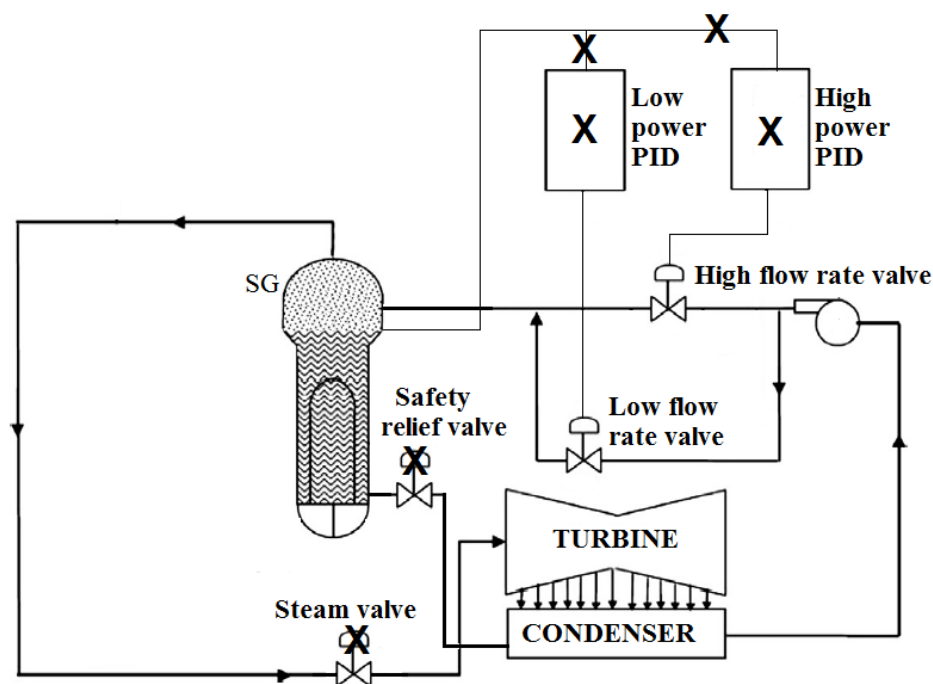 X
X
Low
power
PID
X
High
power
PID
X
SG
High flow rate valve
Safety
relief valve
X
Low flow
rate valve
TURBINE
Steam valve
X
CONDENSER